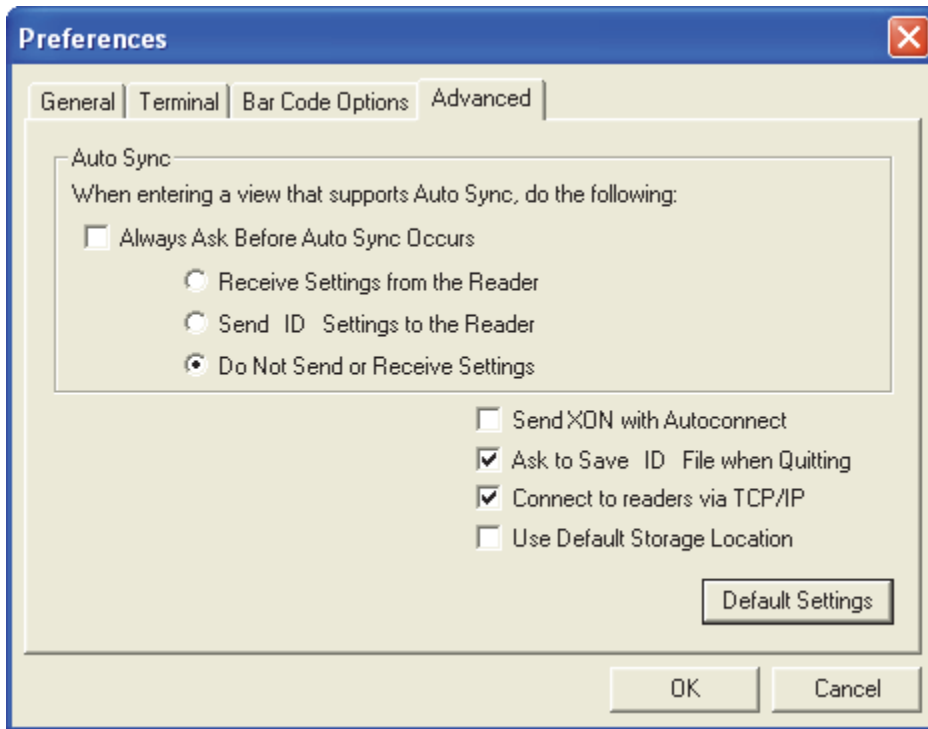 Preferences
General Terminal Bar Code Options Advanced
Auto Sync
When entering a view that supports Auto Sync, do the following:
Always Ask Before Auto Sync Occurs
Receive Settings from the Reader
Send ID Settings to the Reader
Do Not Send or Receive Settings
Send XON with Autoconnect
Ask to Save ID File when Quitting
Connect to readers via TCP/IP
Use Default Storage Location
Default Settings
OK Cancel